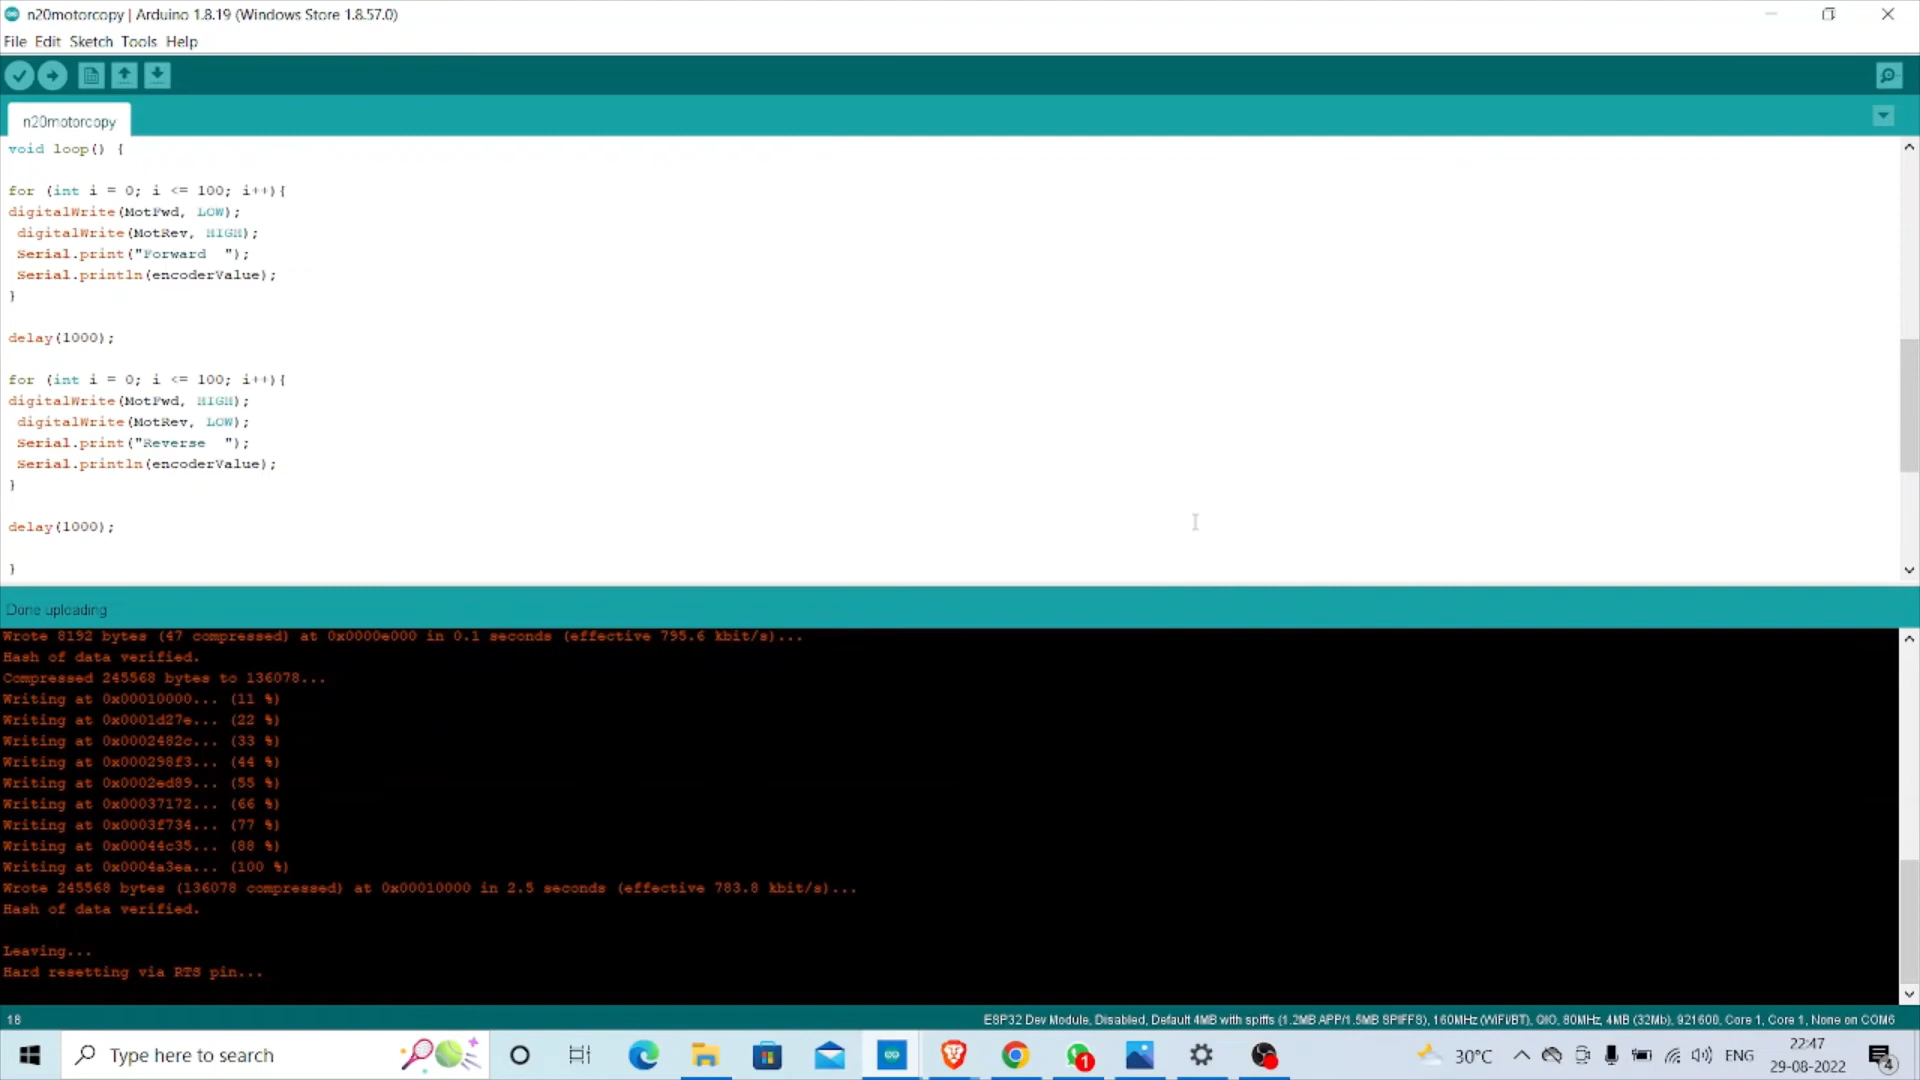 n20motorcopy | Arduino 1.8.19 (Windows Store 1.8.57.0)
File Edit Sketch Tools Help
n20motorcopy
void loop() {
for (int i = 0; i <= 100; i++){
digitalWrite(MotFwd, LOW);
digitalWrite(MotRev, HIGH);
Serial.print("Forward  ");
Serial.println(encoderValue);
}
delay(1000);
for (int i = 0; i <= 100; i++){
digitalWrite(MotFwd, HIGH);
digitalWrite(MotRev, LOW);
Serial.print("Reverse  ");
Serial.println(encoderValue);
}
delay(1000);
}
Done uploading
Wrote 8192 bytes (47 compressed) at 0x0000e000 in 0.1 seconds (effective 795.6 kbit/s)...
Hash of data verified.
Compressed 245568 bytes to 136078...
Writing at 0x00010000... (11 %)
Writing at 0x0001d27e... (22 %)
Writing at 0x0002482c... (33 %)
Writing at 0x000298f3... (44 %)
Writing at 0x0002ed89... (55 %)
Writing at 0x00037172... (66 %)
Writing at 0x0003f734... (77 %)
Writing at 0x00044c35... (88 %)
Writing at 0x0004a3ea... (100 %)
Wrote 245568 bytes (136078 compressed) at 0x00010000 in 2.5 seconds (effective 783.8 kbit/s)...
Hash of data verified.
Leaving...
Hard resetting via RTS pin...
18
ESP32 Dev Module, Disabled, Default 4MB with spiffs (1.2MB APP/1.5MB SPIFFS), 160MHz (WiFi/BT), QIO, 80MHz, 4MB (32Mb), 921600, Core 1, Core 1, None on COM6
Type here to search
1
30°C
ENG
22:47
29-08-2022
4